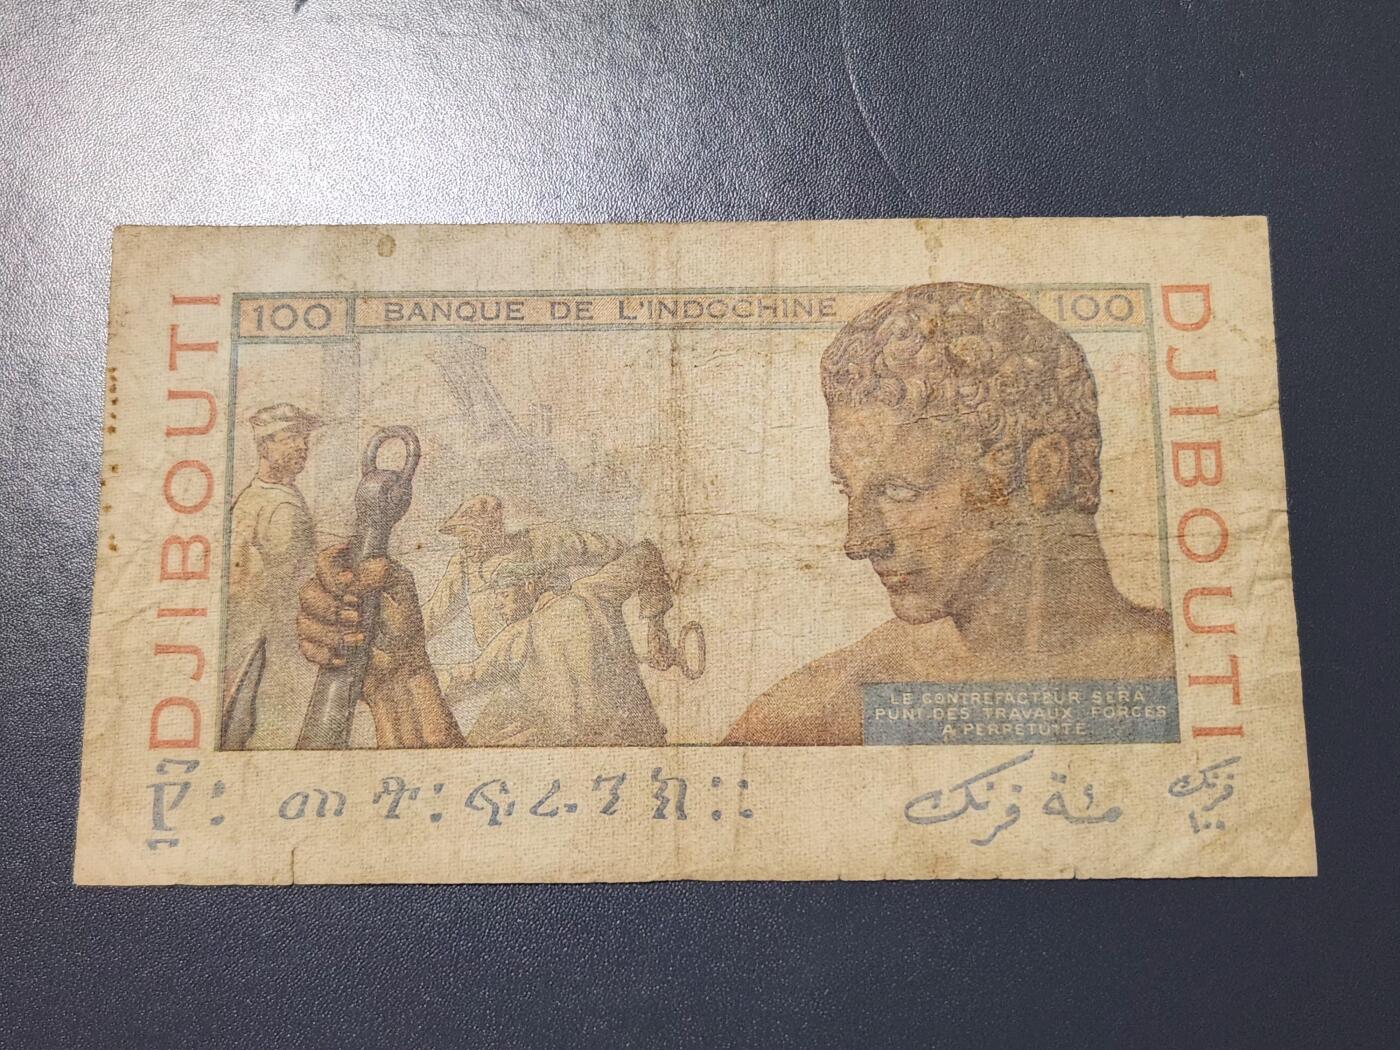 DJIBOUTI
100 BANQUE DE L'INDOCHINE 100
DJIBOUTI
LE CONTREFACTEUR SERA
PUNI DES TRAVAUX FORCES
A PERPETUITE
፻፡ መቶ፡ ፍራንክ፡፡
مئة فرنك
فرنك
١٠٠